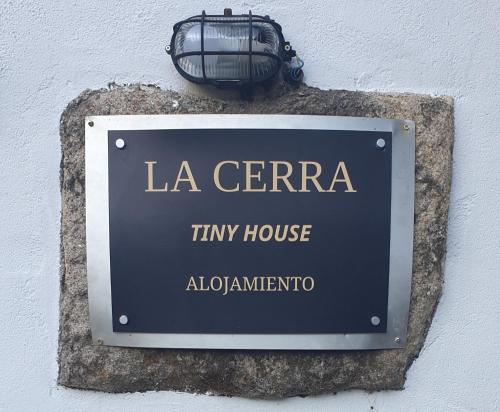 LA CERRA
TINY HOUSE
ALOJAMIENTO